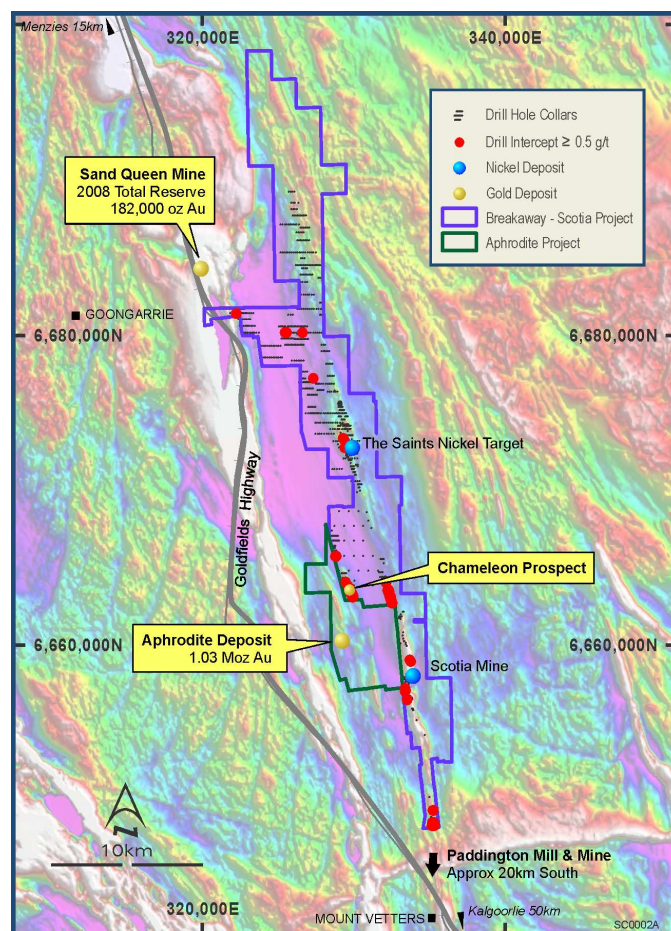 Menzies 15km
320,000E
340,000E
Drill Hole Collars
Drill Intercept ≥ 0.5 g/t
Nickel Deposit
Gold Deposit
Breakaway - Scotia Project
Aphrodite Project
Sand Queen Mine
2008 Total Reserve
182,000 oz Au
GOONGARRIE
6,680,000N
6,680,000N
The Saints Nickel Target
Goldfields Highway
Chameleon Prospect
Aphrodite Deposit
1.03 Moz Au
6,660,000N
6,660,000N
Scotia Mine
N
10km
Paddington Mill & Mine
Approx 20km South
320,000E
MOUNT VETTERS
Kalgoorlie 50km
SC0002A